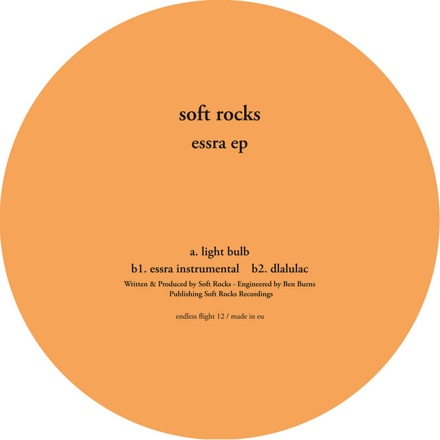 soft rocks
essra ep
a. light bulb
b1. essra instrumental b2. dlalulac
Written & Produced by Soft Rocks - Engineered by Ben Burns
Publishing Soft Rocks Recordings
endless flight 12 / made in eu